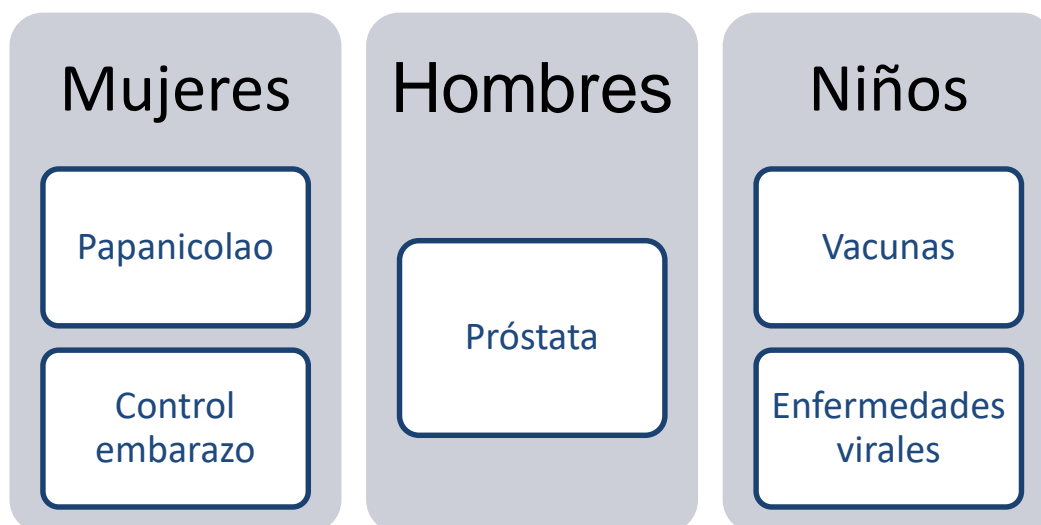 Mujeres
Papanicolao
Control
embarazo
Hombres
Próstata
Niños
Vacunas
Enfermedades
virales